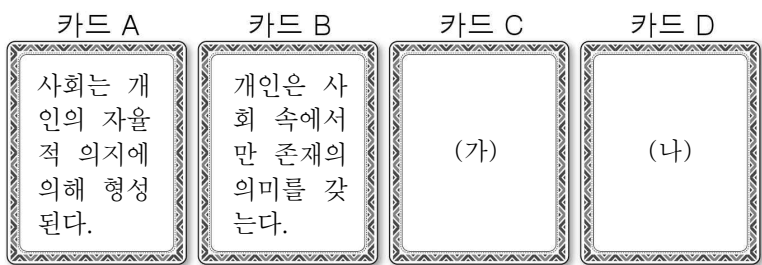 카드 A
카드 B
카드 C
카드 D
사회는 개
인의 자율
적 의지에
의해 형성
된다.
개인은 사
회 속에서
만 존재의
의미를 갖
는다.
(가)
(나)